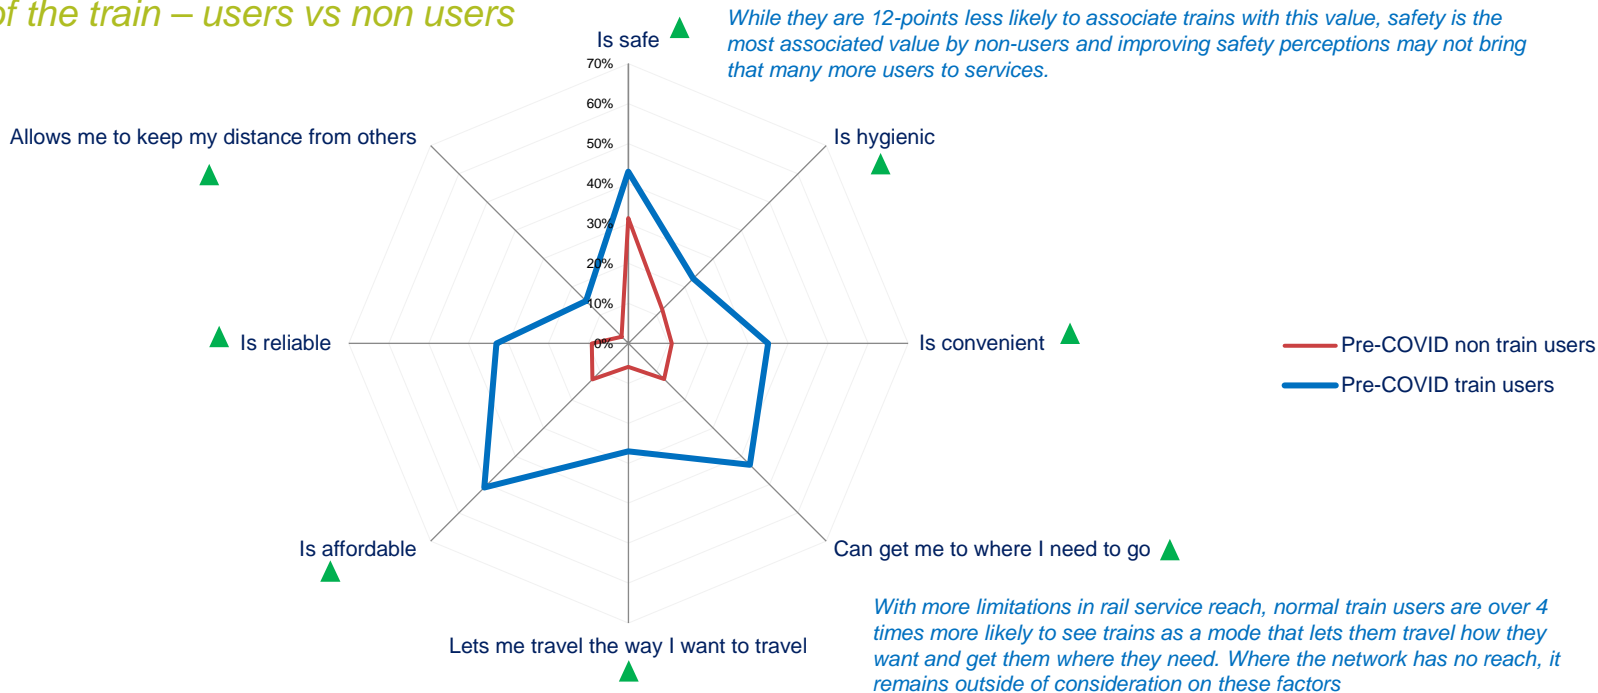 of the train – users vs non users
While they are 12-points less likely to associate trains with this value, safety is the
most associated value by non-users and improving safety perceptions may not bring
that many more users to services.
Is safe
70%
60%
50%
40%
30%
20%
10%
0%
Allows me to keep my distance from others
Is hygienic
Is reliable
Is convenient
Pre-COVID non train users
Pre-COVID train users
Is affordable
Can get me to where I need to go
Lets me travel the way I want to travel
With more limitations in rail service reach, normal train users are over 4
times more likely to see trains as a mode that lets them travel how they
want and get them where they need. Where the network has no reach, it
remains outside of consideration on these factors